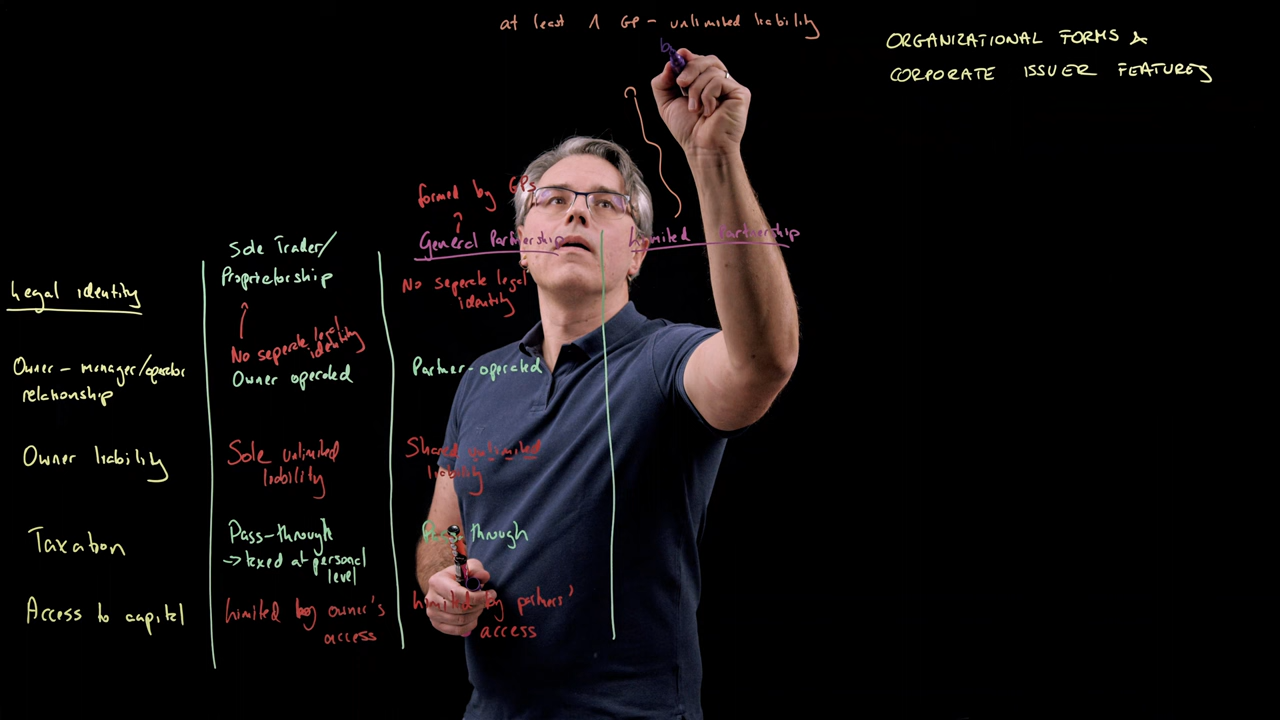 at least 1 GP - unlimited liability
ORGANIZATIONAL FORMS &
CORPORATE ISSUER FEATURES
formed by GPs
General Partnership
Limited Partnership
Sole Trader/
Proprietorship
Legal identity
No seperate legal
identity
No seperate legal
identity
Owner - manager/operator
relationship
Owner operated
Partner-operated
Owner liability
Sole unlimited
liability
Shared unlimited
liability
Taxation
Pass-through
-> taxed at personal
level
Pass-through
Access to capital
Limited by owner's
access
Limited by partners'
access